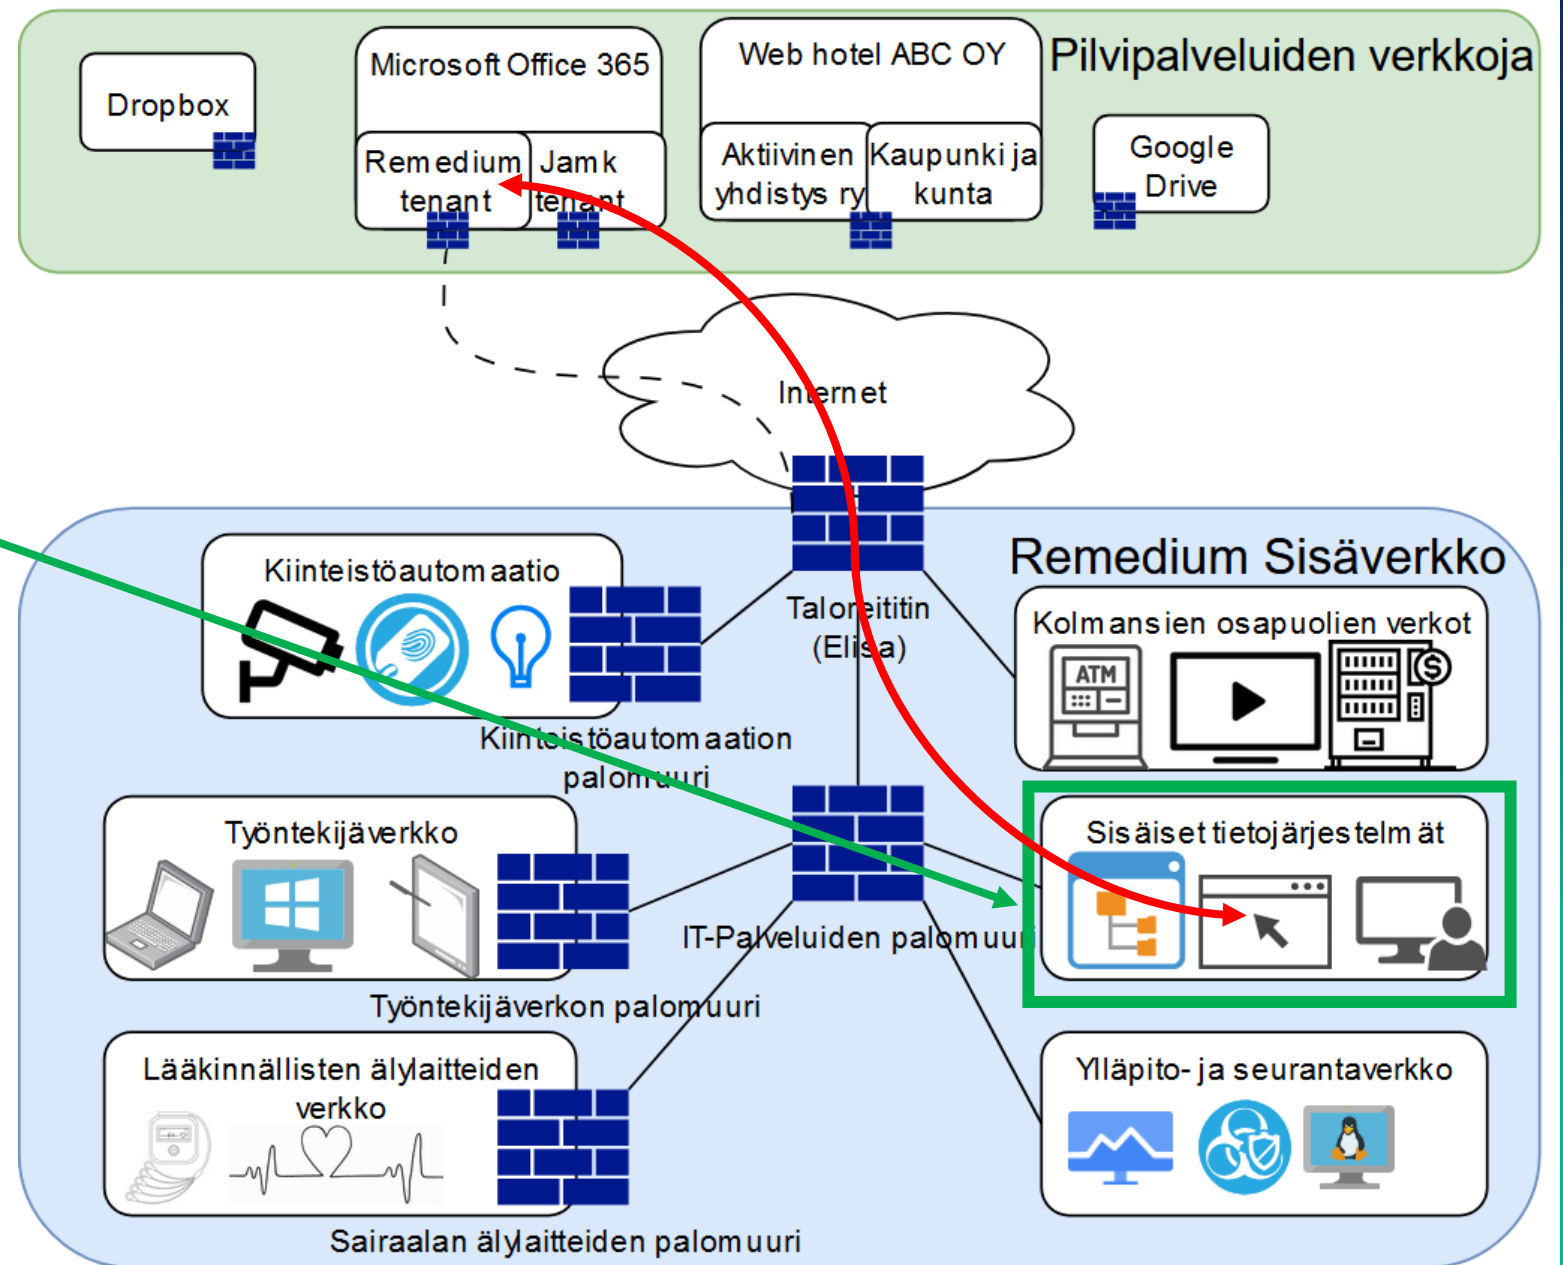 Dropbox
Microsoft Office 365
Remedium
tenant
Jamk
tenant
Web hotel ABC OY
Aktiivinen
yhdistys ry
Kaupunki ja
kunta
Pilvipalveluiden verkkoja
Google
Drive
Internet
Remedium Sisäverkko
Kiinteistöautomaatio
Kiinteistöautomaation
palomuuri
Taloreititin
(Elisa)
Kolmansien osapuolien verkot
ATM
$
Työntekijäverkko
Työntekijäverkon palomuuri
IT-Palveluiden palomuuri
Sisäiset tietojärjestelmät
Lääkinnällisten älylaitteiden
verkko
Sairaalan älylaitteiden palomuuri
Ylläpito- ja seurantaverkko